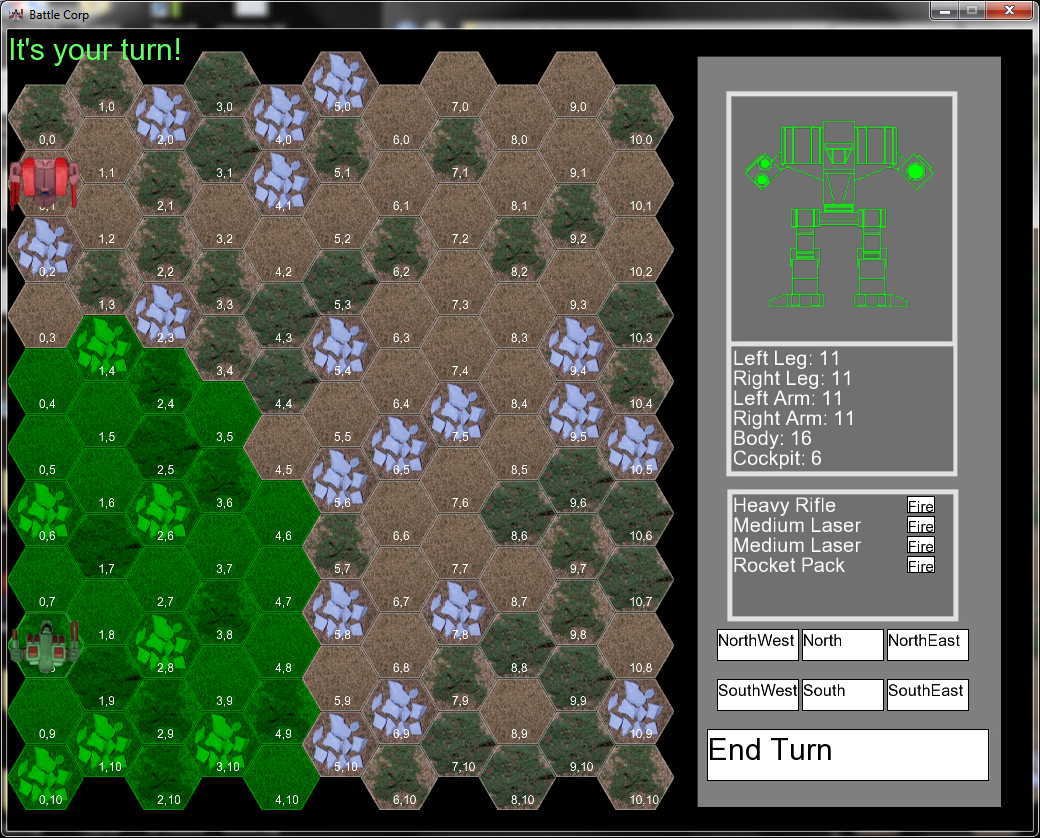 Battle Corp
It's your turn!
1,0 3,0 5,0 7,0 9,0
0,0 2,0 4,0 6,0 8,0 10,0
1,1 3,1 5,1 7,1 9,1
2,1 4,1 6,1 8,1 10,1
1,2 3,2 5,2 7,2 9,2
0,2 2,2 4,2 6,2 8,2 10,2
1,3 3,3 5,3 7,3 9,3
0,3 2,3 4,3 6,3 8,3 10,3
1,4 3,4 5,4 7,4 9,4
0,4 2,4 4,4 6,4 8,4 10,4
1,5 3,5 5,5 7,5 9,5
0,5 2,5 4,5 6,5 8,5 10,5
1,6 3,6 5,6 7,6 9,6
0,6 2,6 4,6 6,6 8,6 10,6
1,7 3,7 5,7 7,7 9,7
0,7 2,7 4,7 6,7 8,7 10,7
1,8 3,8 5,8 7,8 9,8
2,8 4,8 6,8 8,8 10,8
1,9 3,9 5,9 7,9 9,9
0,9 2,9 4,9 6,9 8,9 10,9
1,10 3,10 5,10 7,10 9,10
0,10 2,10 4,10 6,10 8,10 10,10
Left Leg: 11
Right Leg: 11
Left Arm: 11
Right Arm: 11
Body: 16
Cockpit: 6
Heavy Rifle Fire
Medium Laser Fire
Medium Laser Fire
Rocket Pack Fire
NorthWest North NorthEast
SouthWest South SouthEast
End Turn